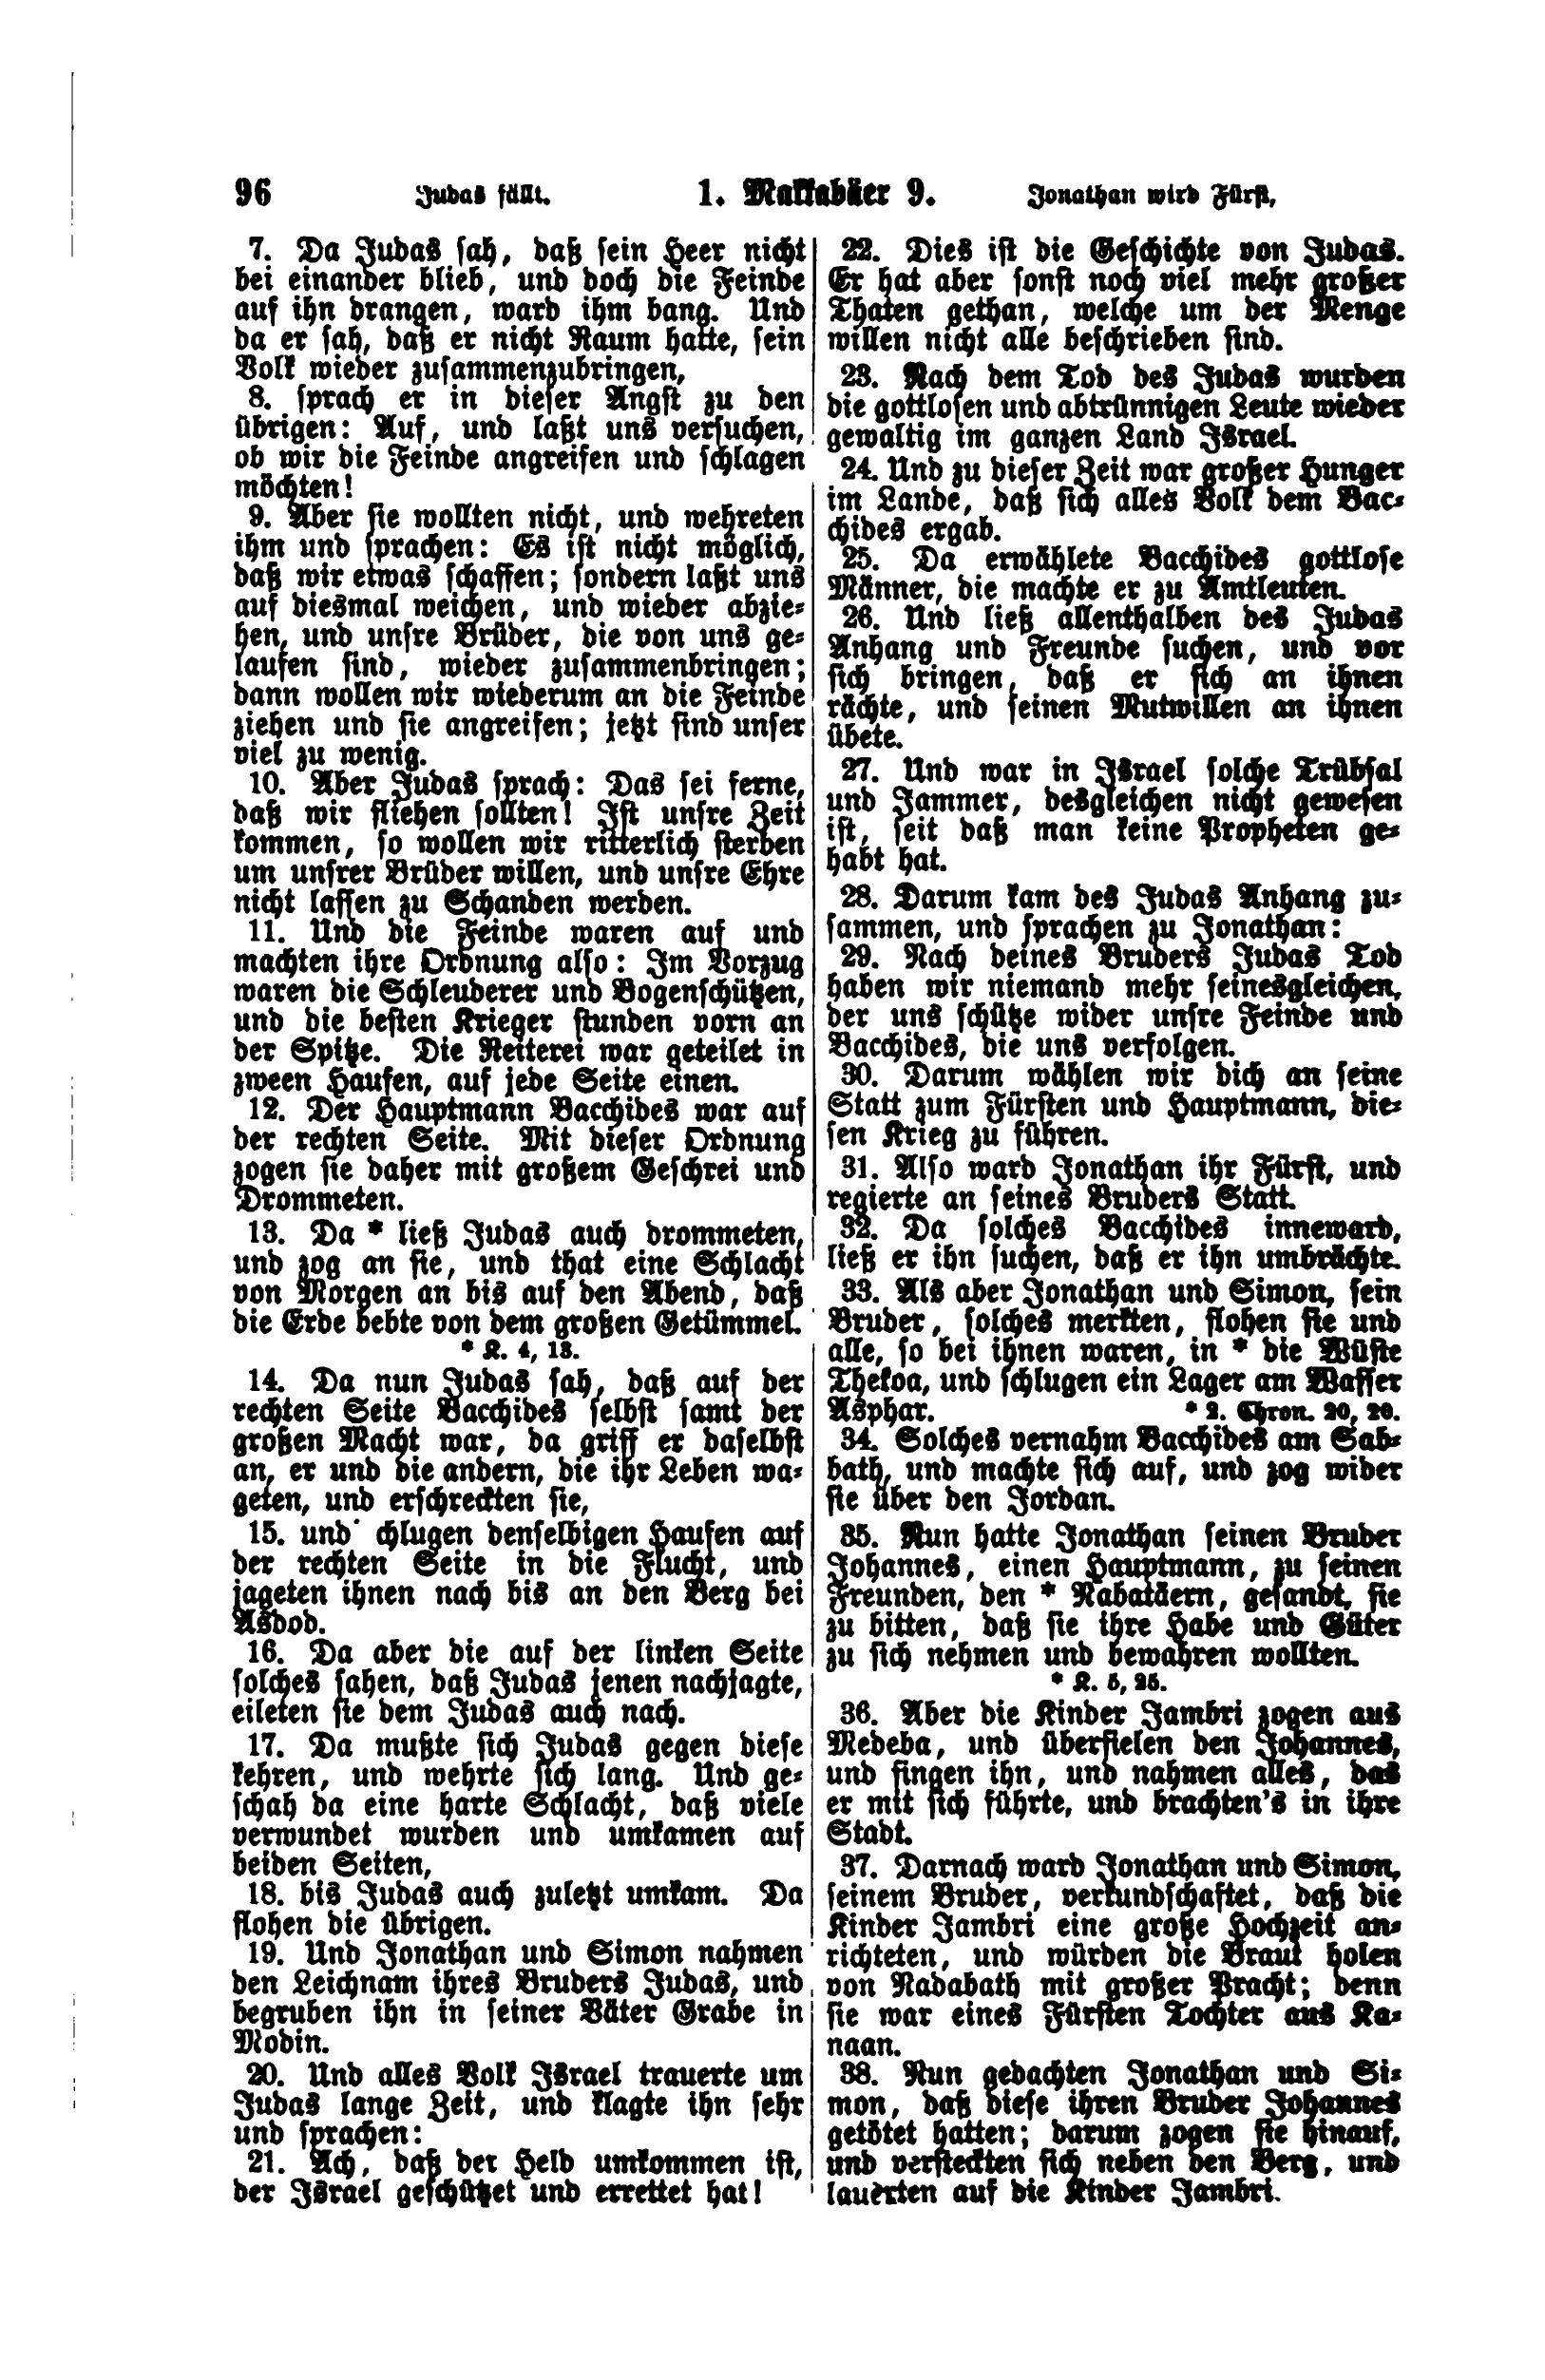 96 Judas fällt. 1. Makkabäer 9. Jonathan wird Fürst,
7. Da Judas sah, daß sein Heer nicht
bei einander blieb, und doch die Feinde
auf ihn drangen, ward ihm bang. Und
da er sah, daß er nicht Raum hatte, sein
Volk wieder zusammenzubringen,
8. sprach er in dieser Angst zu den
übrigen: Auf, und laßt uns versuchen,
ob wir die Feinde angreifen und schlagen
möchten!
9. Aber sie wollten nicht, und wehreten
ihm und sprachen: Es ist nicht möglich,
daß wir etwas schaffen; sondern laßt uns
auf diesmal weichen, und wieder abzie-
hen, und unsre Brüder, die von uns ge-
laufen sind, wieder zusammenbringen;
dann wollen wir wiederum an die Feinde
ziehen und sie angreifen; jetzt sind unser
viel zu wenig.
10. Aber Judas sprach: Das sei ferne,
daß wir fliehen sollten! Ist unsre Zeit
kommen, so wollen wir ritterlich sterben
um unsrer Brüder willen, und unsre Ehre
nicht lassen zu Schanden werden.
11. Und die Feinde waren auf und
machten ihre Ordnung also: Im Vorzug
waren die Schleuderer und Bogenschützen,
und die besten Krieger stunden vorn an
der Spitze. Die Reiterei war geteilet in
zween Haufen, auf jede Seite einen.
12. Der Hauptmann Bacchides war auf
der rechten Seite. Mit dieser Ordnung
zogen sie daher mit großem Geschrei und
Drommeten.
13. Da * ließ Judas auch drommeten,
und zog an sie, und that eine Schlacht
von Morgen an bis auf den Abend, daß
die Erde bebte von dem großen Getümmel.
* K. 4, 13.
14. Da nun Judas sah, daß auf der
rechten Seite Bacchides selbst samt der
großen Macht war, da griff er daselbst
an, er und die andern, die ihr Leben wa-
geten, und erschreckten sie,
15. und chlugen denselbigen Haufen auf
der rechten Seite in die Flucht, und
jageten ihnen nach bis an den Berg bei
Asdod.
16. Da aber die auf der linken Seite
solches sahen, daß Judas jenen nachjagte,
eileten sie dem Judas auch nach.
17. Da mußte sich Judas gegen diese
kehren, und wehrte sich lang. Und ge-
schah da eine harte Schlacht, daß viele
verwundet wurden und umkamen auf
beiden Seiten,
18. bis Judas auch zuletzt umkam. Da
flohen die übrigen.
19. Und Jonathan und Simon nahmen
den Leichnam ihres Bruders Judas, und
begruben ihn in seiner Väter Grabe in
Modin.
20. Und alles Volk Israel trauerte um
Judas lange Zeit, und klagte ihn sehr
und sprachen:
21. Ach, daß der Held umkommen ist,
der Israel geschützet und errettet hat!
22. Dies ist die Geschichte von Judas.
Er hat aber sonst noch viel mehr großer
Thaten gethan, welche um der Menge
willen nicht alle beschrieben sind.
23. Nach dem Tod des Judas wurden
die gottlosen und abtrünnigen Leute wieder
gewaltig im ganzen Land Israel.
24. Und zu dieser Zeit war großer Hunger
im Lande, daß sich alles Volk dem Bac-
chides ergab.
25. Da erwählete Bacchides gottlose
Männer, die machte er zu Amtleuten.
26. Und ließ allenthalben des Judas
Anhang und Freunde suchen, und vor
sich bringen, daß er sich an ihnen
rächte, und seinen Mutwillen an ihnen
übete.
27. Und war in Israel solche Trübsal
und Jammer, desgleichen nicht gewesen
ist, seit daß man keine Propheten ge-
habt hat.
28. Darum kam des Judas Anhang zu-
sammen, und sprachen zu Jonathan:
29. Nach deines Bruders Judas Tod
haben wir niemand mehr seinesgleichen,
der uns schütze wider unsre Feinde und
Bacchides, die uns verfolgen.
30. Darum wählen wir dich an seine
Statt zum Fürsten und Hauptmann, die-
sen Krieg zu führen.
31. Also ward Jonathan ihr Fürst, und
regierte an seines Bruders Statt.
32. Da solches Bacchides inneward,
ließ er ihn suchen, daß er ihn umbrächte.
33. Als aber Jonathan und Simon, sein
Bruder, solches merkten, flohen sie und
alle, so bei ihnen waren, in * die Wüste
Thekoa, und schlugen ein Lager am Wasser
Asphar. * 2. Chron. 20, 20.
34. Solches vernahm Bacchides am Sab-
bath, und machte sich auf, und zog wider
sie über den Jordan.
35. Nun hatte Jonathan seinen Bruder
Johannes, einen Hauptmann, zu seinen
Freunden, den * Nabatäern, gesandt, sie
zu bitten, daß sie ihre Habe und Güter
zu sich nehmen und bewahren wollten.
* K. 5, 25.
36. Aber die Kinder Jambri zogen aus
Medeba, und überfielen den Johannes,
und fingen ihn, und nahmen alles, das
er mit sich führte, und brachten's in ihre
Stadt.
37. Darnach ward Jonathan und Simon,
seinem Bruder, verkundschaftet, daß die
Kinder Jambri eine große Hochzeit an-
richteten, und würden die Braut holen
von Nadabath mit großer Pracht; denn
sie war eines Fürsten Tochter aus Ka-
naan.
38. Nun gedachten Jonathan und Si-
mon, daß diese ihren Bruder Johannes
getötet hatten; darum zogen sie hinauf,
und versteckten sich neben den Berg, und
lauerten auf die Kinder Jambri.